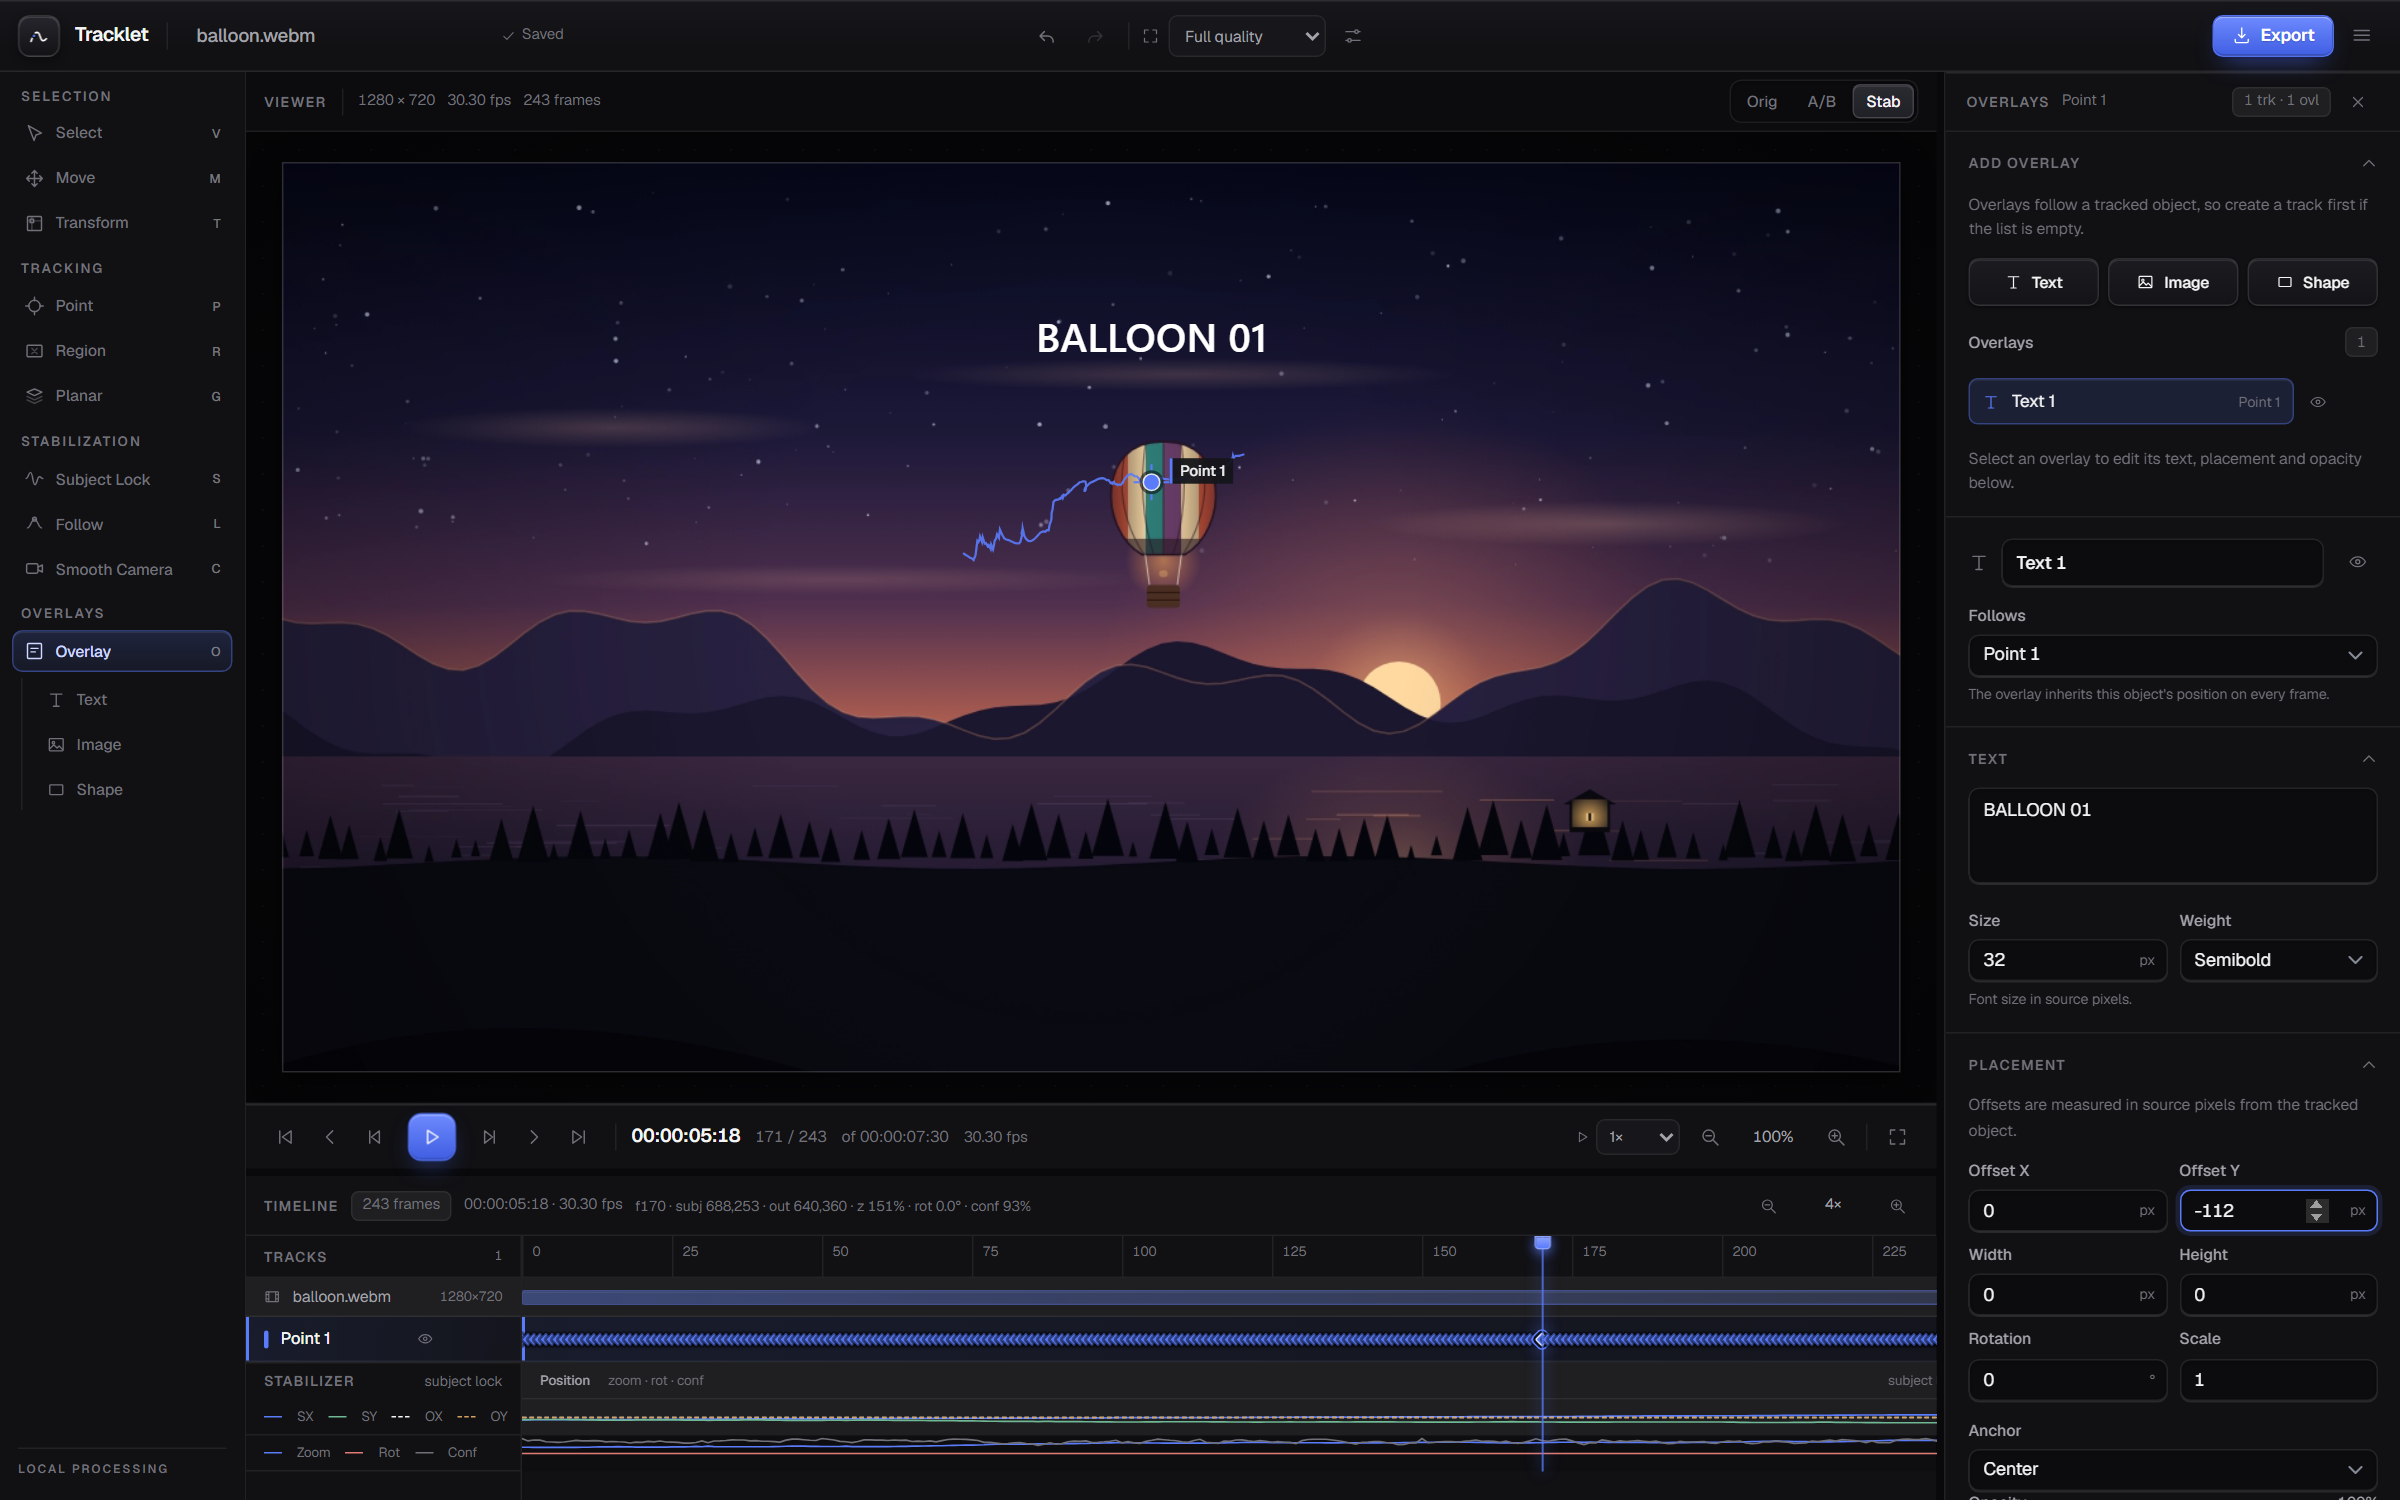 Tracklet balloon.webm Saved Full quality Export
SELECTION
Select V
Move M
Transform T
TRACKING
Point P
Region R
Planar G
STABILIZATION
Subject Lock S
Follow L
Smooth Camera C
OVERLAYS
Overlay O
Text
Image
Shape
LOCAL PROCESSING
VIEWER 1280 × 720 30.30 fps 243 frames Orig A/B Stab
BALLOON 01
Point 1
00:00:05:18 171 / 243 of 00:00:07:30 30.30 fps 1× 100%
TIMELINE 243 frames 00:00:05:18 · 30.30 fps f170 · subj 688,253 · out 640,360 · z 151% · rot 0.0° · conf 93% 4×
TRACKS 1 0 25 50 75 100 125 150 175 200 225
balloon.webm 1280×720
Point 1
STABILIZER subject lock Position zoom · rot · conf subject
SX SY OX OY
Zoom Rot Conf
OVERLAYS Point 1 1 trk · 1 ovl
ADD OVERLAY
Overlays follow a tracked object, so create a track first if
the list is empty.
Text Image Shape
Overlays 1
Text 1 Point 1
Select an overlay to edit its text, placement and opacity
below.
Text 1
Follows
Point 1
The overlay inherits this object's position on every frame.
TEXT
BALLOON 01
Size Weight
32 px Semibold
Font size in source pixels.
PLACEMENT
Offsets are measured in source pixels from the tracked
object.
Offset X Offset Y
0 px -112 px
Width Height
0 px 0 px
Rotation Scale
0 ° 1
Anchor
Center